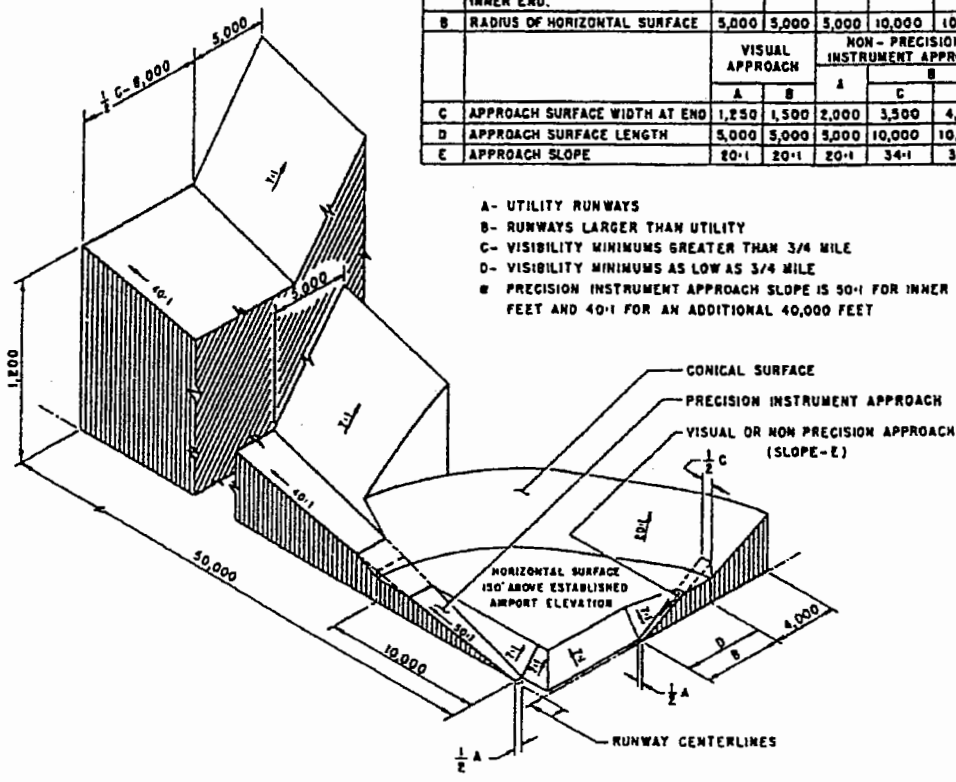 INNER END.
B RADIUS OF HORIZONTAL SURFACE 5,000 5,000 5,000 10,000 10
VISUAL APPROACH NON-PRECISION INSTRUMENT APPR
A B A B
C
C APPROACH SURFACE WIDTH AT END 1,250 1,500 2,000 3,500 4,
D APPROACH SURFACE LENGTH 5,000 5,000 5,000 10,000 10,
E APPROACH SLOPE 20:1 20:1 20:1 34:1 3
A- UTILITY RUNWAYS
B- RUNWAYS LARGER THAN UTILITY
C- VISIBILITY MINIMUMS GREATER THAN 3/4 MILE
D- VISIBILITY MINIMUMS AS LOW AS 3/4 MILE
PRECISION INSTRUMENT APPROACH SLOPE IS 50:1 FOR INNER
FEET AND 40:1 FOR AN ADDITIONAL 40,000 FEET
5,000
1/2 C-8,000
7:1
40:1
5,000
1,200
7:1
CONICAL SURFACE
PRECISION INSTRUMENT APPROACH
VISUAL OR NON PRECISION APPROACH
(SLOPE-E)
1/2 C
40:1
20:1
50,000
HORIZONTAL SURFACE
150' ABOVE ESTABLISHED
AIRPORT ELEVATION
50:1
10,000
7:1
7:1
7:1
7:1
4,000
D
B
1/2 A
RUNWAY CENTERLINES
1/2 A